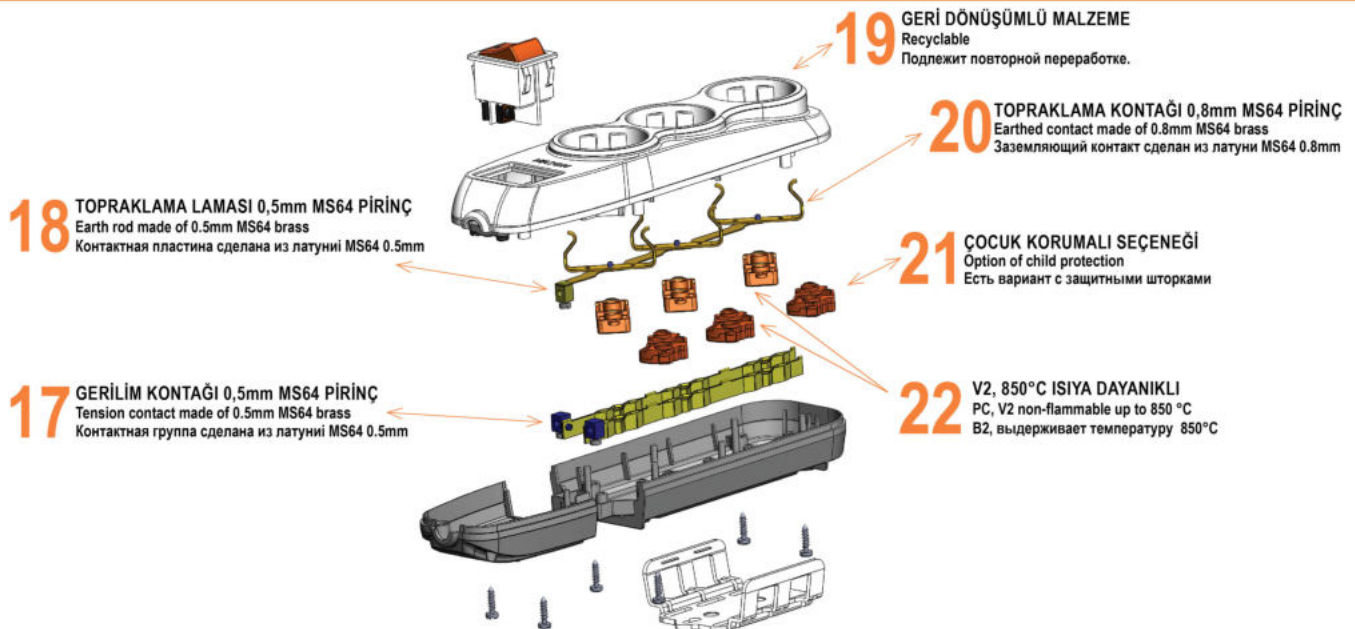 19
GERİ DÖNÜŞÜMLÜ MALZEME
Recyclable
Подлежит повторной переработке.
20
TOPRAKLAMA KONTAĞI 0,8mm MS64 PİRİNÇ
Earthed contact made of 0.8mm MS64 brass
Заземляющий контакт сделан из латуни MS64 0.8mm
18
TOPRAKLAMA LAMASI 0,5mm MS64 PİRİNÇ
Earth rod made of 0.5mm MS64 brass
Контактная пластина сделана из латуниi MS64 0.5mm
21
ÇOCUK KORUMALI SEÇENEĞİ
Option of child protection
Есть вариант с защитными шторками
17
GERİLİM KONTAĞI 0,5mm MS64 PİRİNÇ
Tension contact made of 0.5mm MS64 brass
Контактная группа сделана из латуниi MS64 0.5mm
22
V2, 850°C ISIYA DAYANIKLI
PC, V2 non-flammable up to 850 °C
В2, выдерживает температуру 850°C